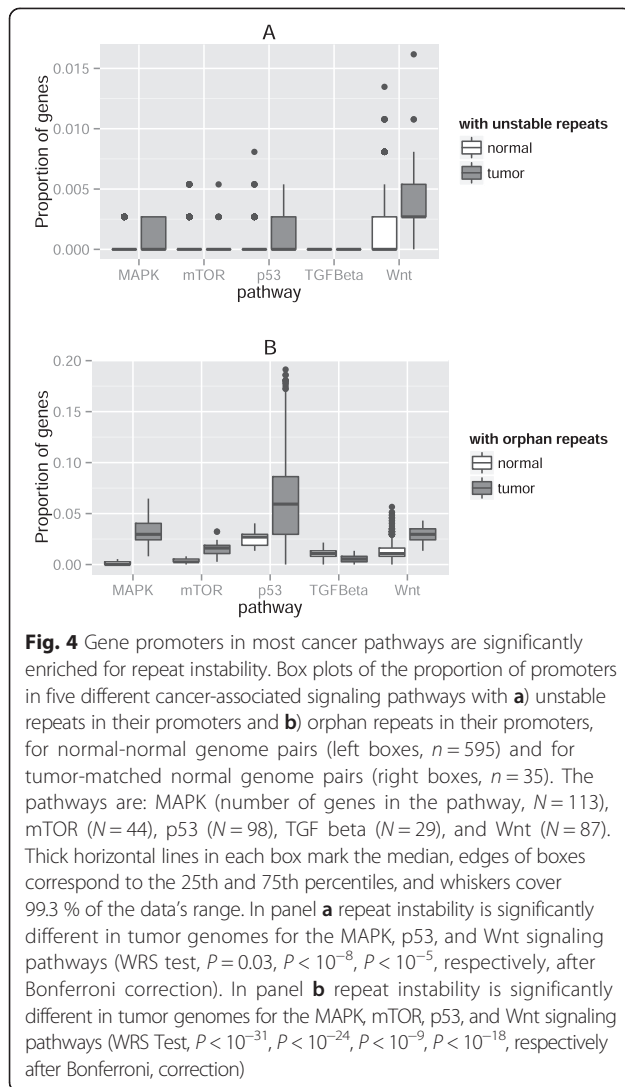 A
Proportion of genes
0.015
0.010
0.005
0.000
MAPK mTOR p53 TGFBeta Wnt
pathway
with unstable repeats
normal
tumor
B
Proportion of genes
0.20
0.15
0.10
0.05
0.00
MAPK mTOR p53 TGFBeta Wnt
pathway
with orphan repeats
normal
tumor
Fig. 4 Gene promoters in most cancer pathways are significantly
enriched for repeat instability. Box plots of the proportion of promoters
in five different cancer-associated signaling pathways with a) unstable
repeats in their promoters and b) orphan repeats in their promoters,
for normal-normal genome pairs (left boxes, n = 595) and for
tumor-matched normal genome pairs (right boxes, n = 35). The
pathways are: MAPK (number of genes in the pathway, N = 113),
mTOR (N = 44), p53 (N = 98), TGF beta (N = 29), and Wnt (N = 87).
Thick horizontal lines in each box mark the median, edges of boxes
correspond to the 25th and 75th percentiles, and whiskers cover
99.3 % of the data's range. In panel a repeat instability is significantly
different in tumor genomes for the MAPK, p53, and Wnt signaling
pathways (WRS test, P = 0.03, P < 10⁻⁸, P < 10⁻⁵, respectively, after
Bonferroni correction). In panel b repeat instability is significantly
different in tumor genomes for the MAPK, mTOR, p53, and Wnt signaling
pathways (WRS Test, P < 10⁻³¹, P < 10⁻²⁴, P < 10⁻⁹, P < 10⁻¹⁸, respectively
after Bonferroni, correction)